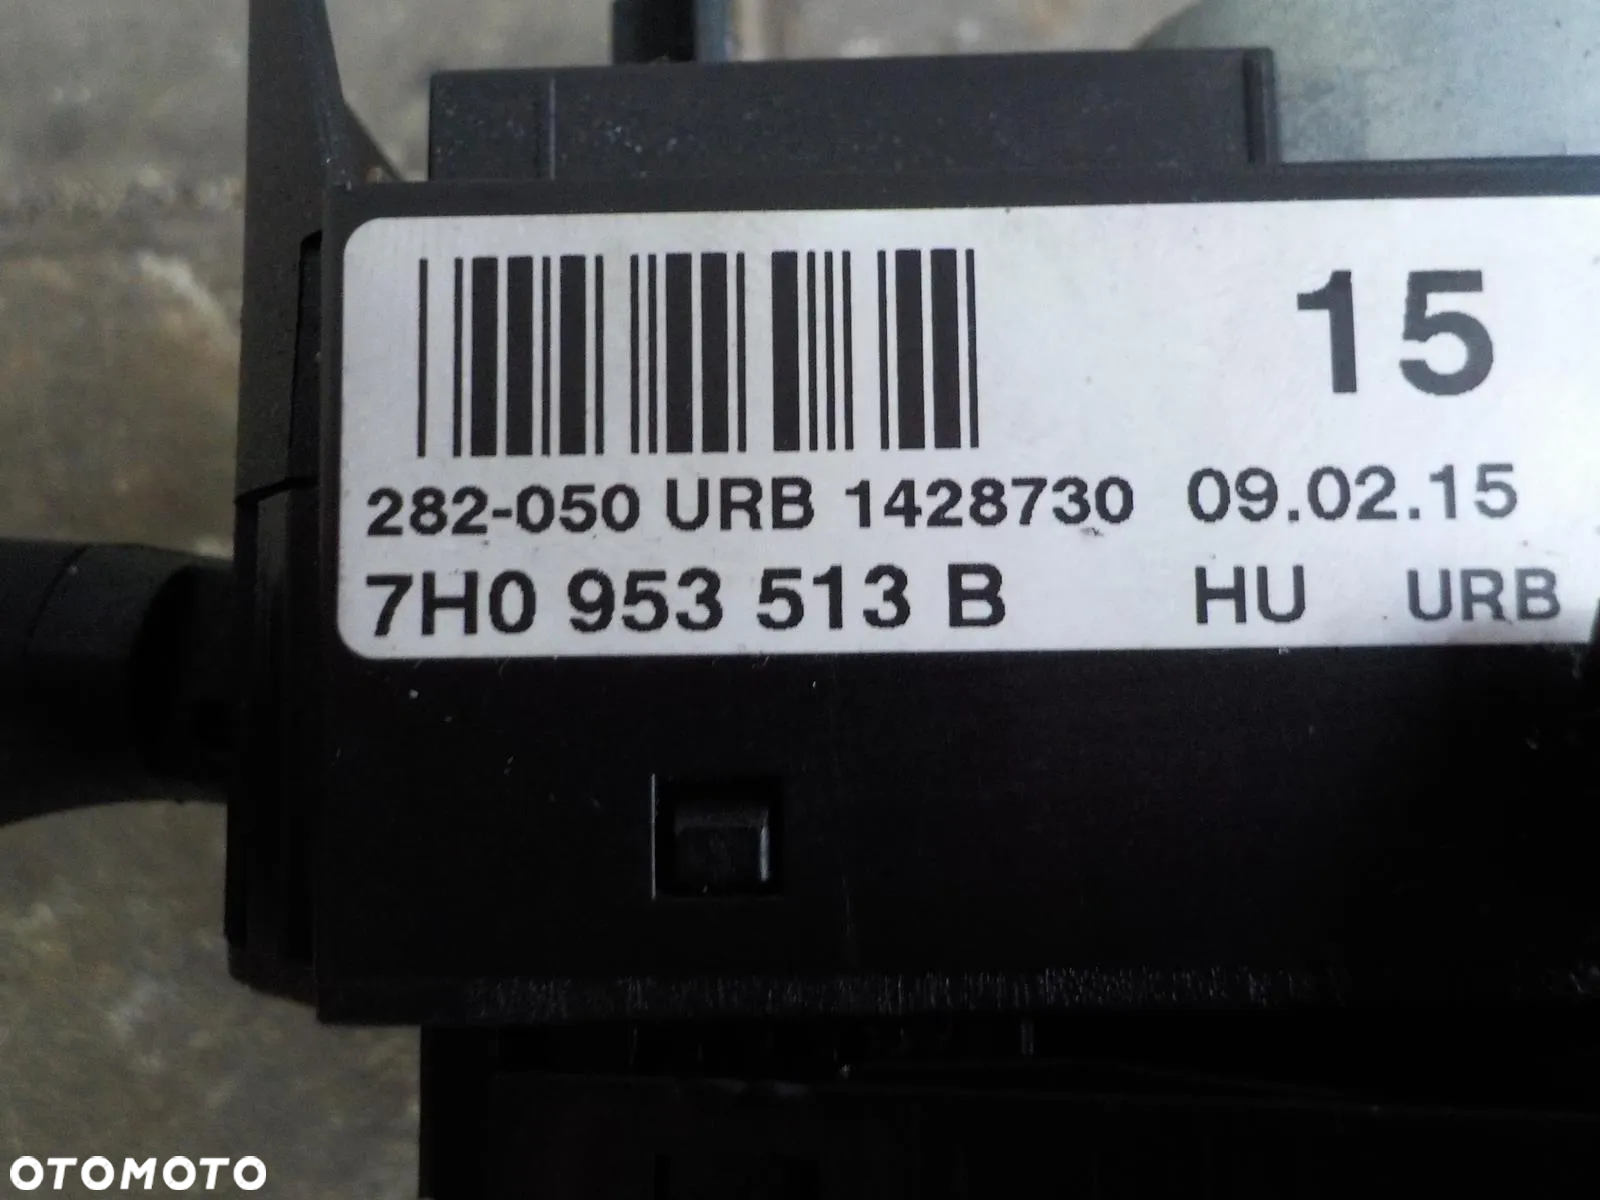 15
282-050 URB 1428730 09.02.15
7H0 953 513 B HU URB
OTOMOTO